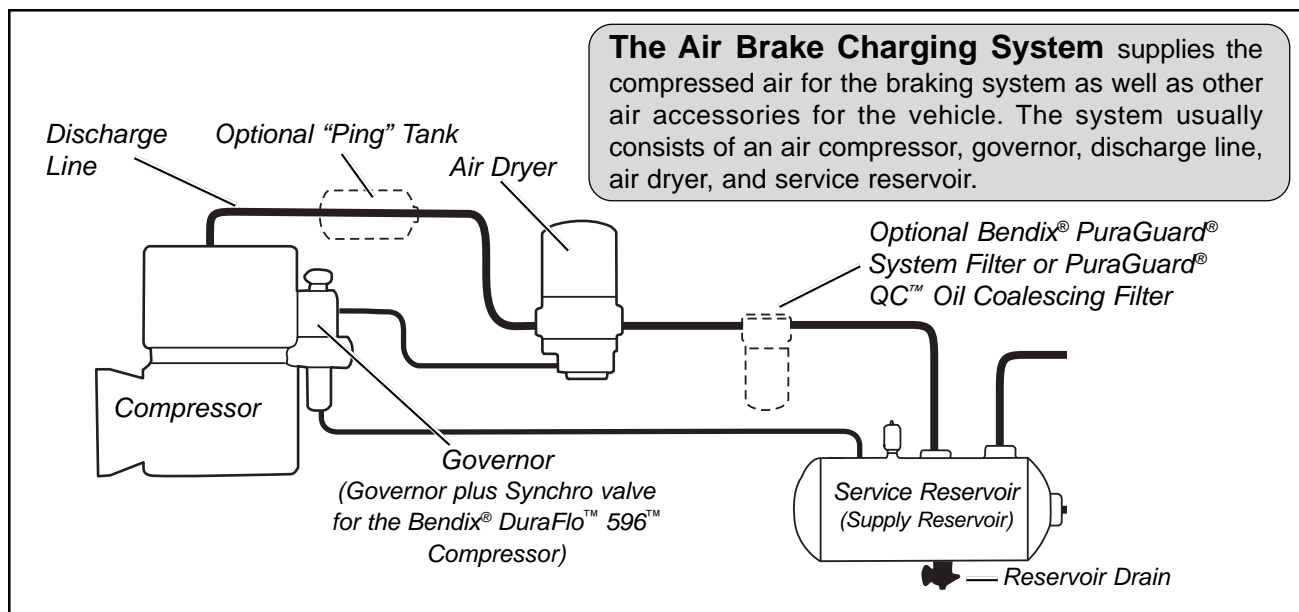 The Air Brake Charging System supplies the
compressed air for the braking system as well as other
air accessories for the vehicle. The system usually
consists of an air compressor, governor, discharge line,
air dryer, and service reservoir.
Discharge
Line
Optional “Ping” Tank
Air Dryer
Optional Bendix® PuraGuard®
System Filter or PuraGuard®
QC™ Oil Coalescing Filter
Compressor
Governor
(Governor plus Synchro valve
for the Bendix® DuraFlo™ 596™
Compressor)
Service Reservoir
(Supply Reservoir)
Reservoir Drain